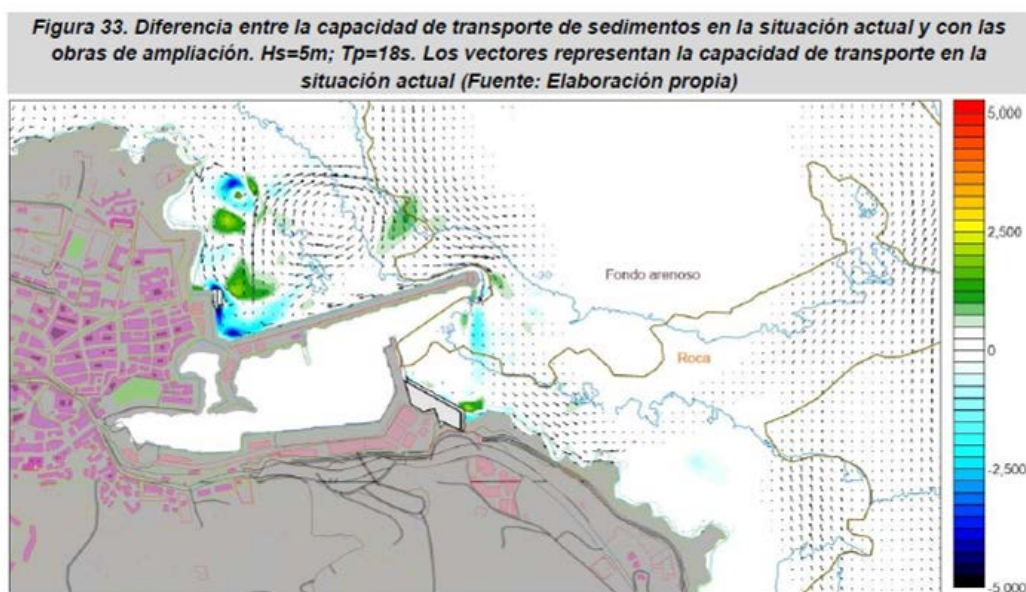 Figura 33. Diferencia entre la capacidad de transporte de sedimentos en la situación actual y con las
obras de ampliación. Hs=5m; Tp=18s. Los vectores representan la capacidad de transporte en la
situación actual (Fuente: Elaboración propia)
5,000
2,500
Fondo arenoso
0
Roca
-2,500
-5,000